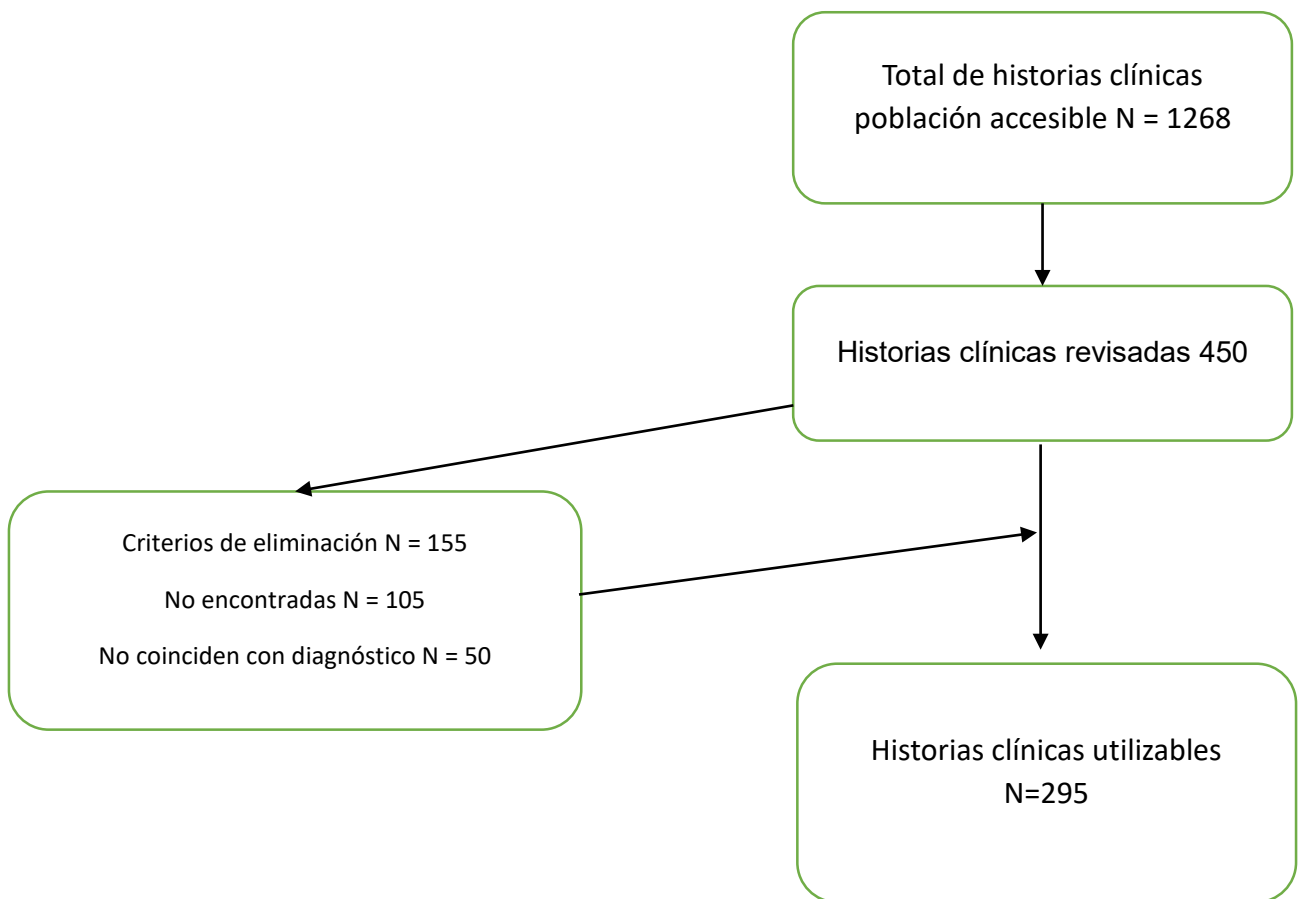 Total de historias clínicas
población accesible N = 1268
Historias clínicas revisadas 450
Criterios de eliminación N = 155
No encontradas N = 105
No coinciden con diagnóstico N = 50
Historias clínicas utilizables
N=295